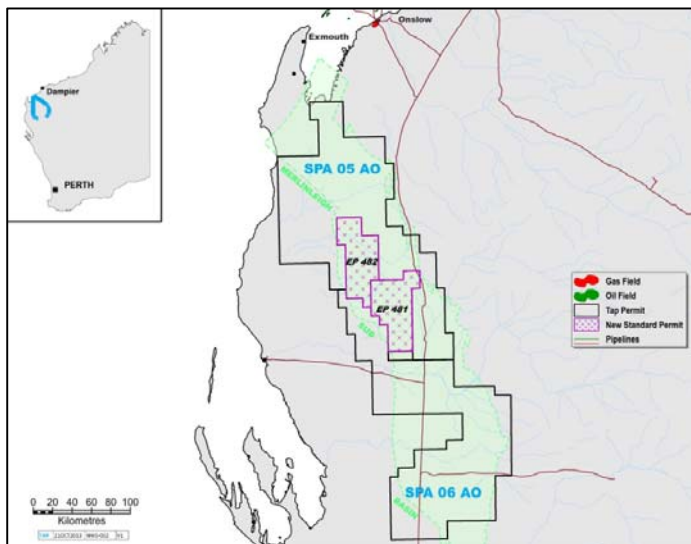 Dampier
PERTH
Exmouth
Onslow
SPA 05 AO
MERLINLEIGH
EP 482
EP 481
SUB
SPA 06 AO
BASIN
Gas Field
Oil Field
Tap Permit
New Standard Permit
Pipelines
0 20 40 60 80 100
Kilometres